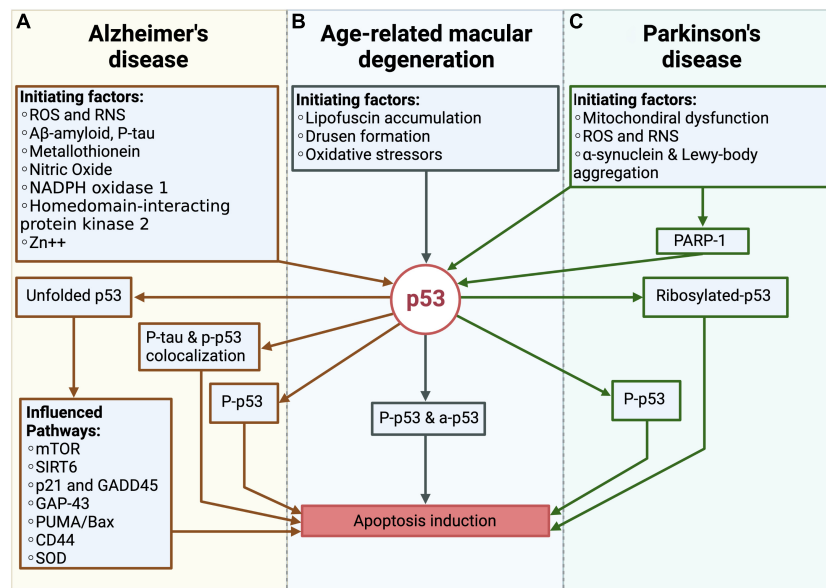 A
Alzheimer's
disease
B
Age-related macular
degeneration
C
Parkinson's
disease
Initiating factors:
◦ROS and RNS
◦Aβ-amyloid, P-tau
◦Metallothionein
◦Nitric Oxide
◦NADPH oxidase 1
◦Homedomain-interacting
protein kinase 2
◦Zn++
Initiating factors:
◦Lipofuscin accumulation
◦Drusen formation
◦Oxidative stressors
Initiating factors:
◦Mitochondiral dysfunction
◦ROS and RNS
◦α-synuclein & Lewy-body
aggregation
PARP-1
Unfolded p53
p53
Ribosylated-p53
P-tau & p-p53
colocalization
P-p53
P-p53 & a-p53
P-p53
Influenced
Pathways:
◦mTOR
◦SIRT6
◦p21 and GADD45
◦GAP-43
◦PUMA/Bax
◦CD44
◦SOD
Apoptosis induction